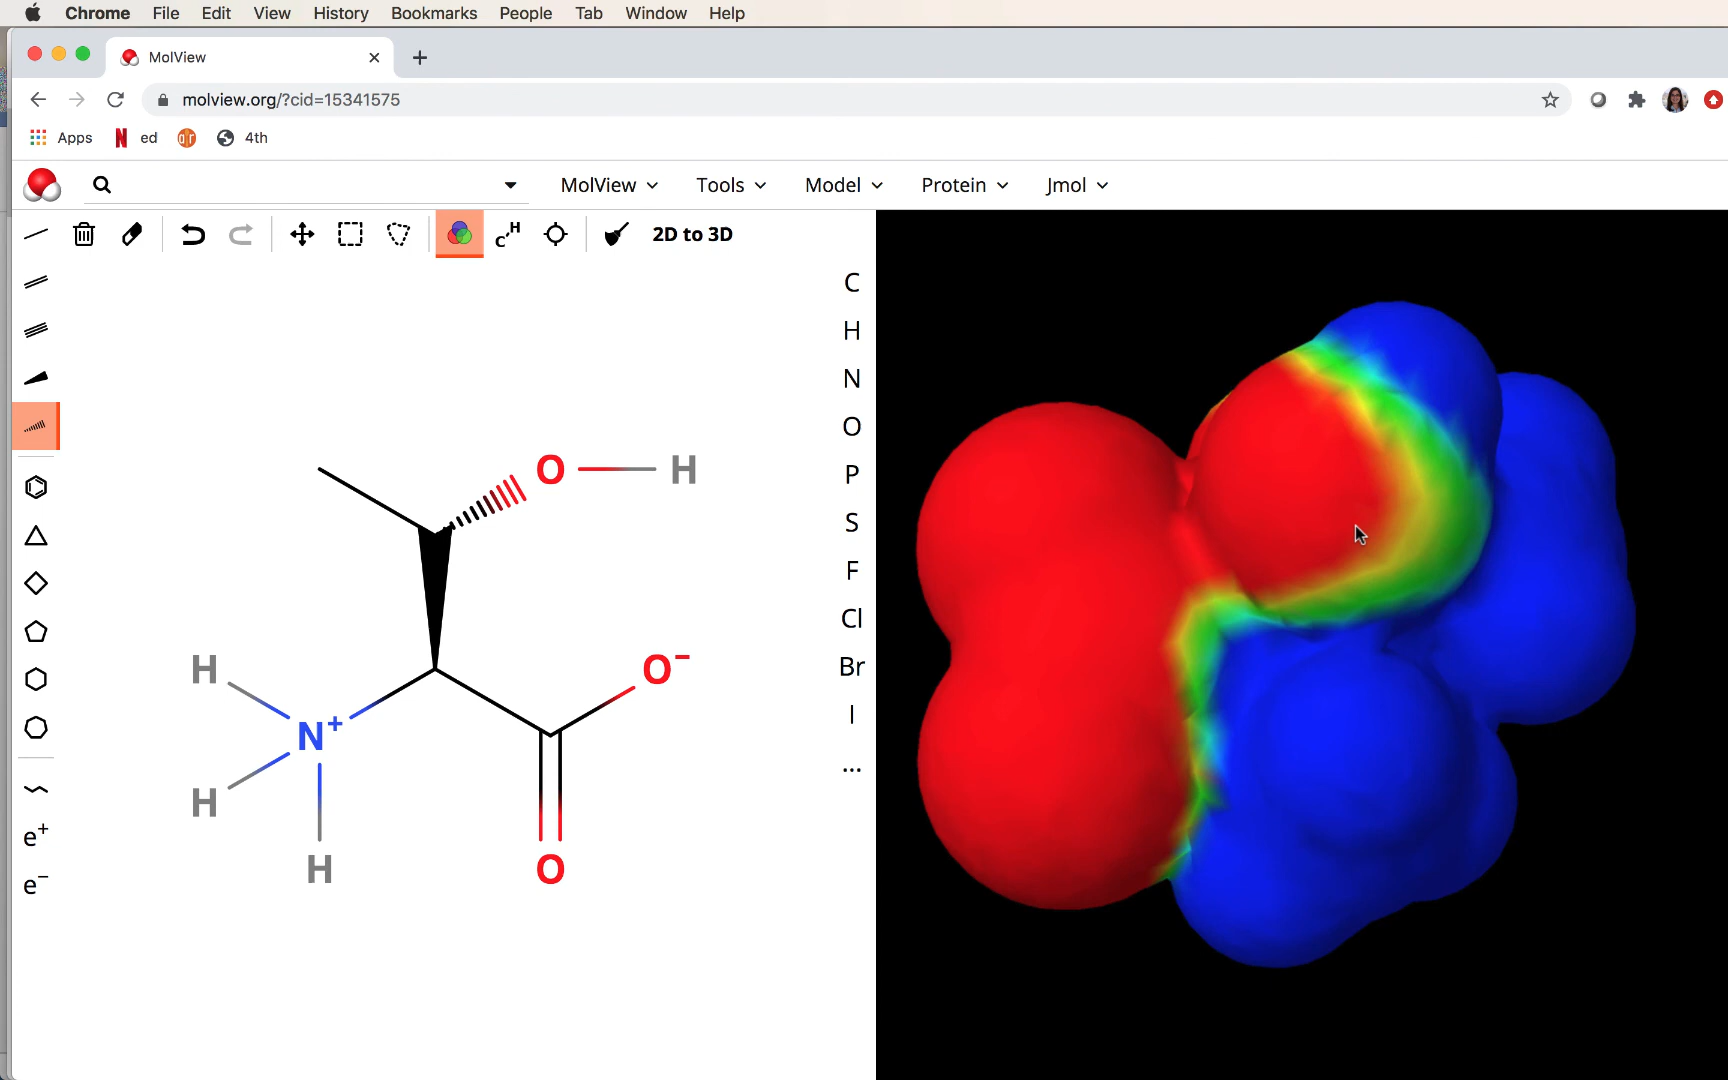 Chrome File Edit View History Bookmarks People Tab Window Help
MolView
molview.org/?cid=15341575
Apps ed 4th
MolView Tools Model Protein Jmol
2D to 3D
C
H
N
O
P
S
F
Cl
Br
I
...
e+
e−
O H
H O−
N+
H
H O